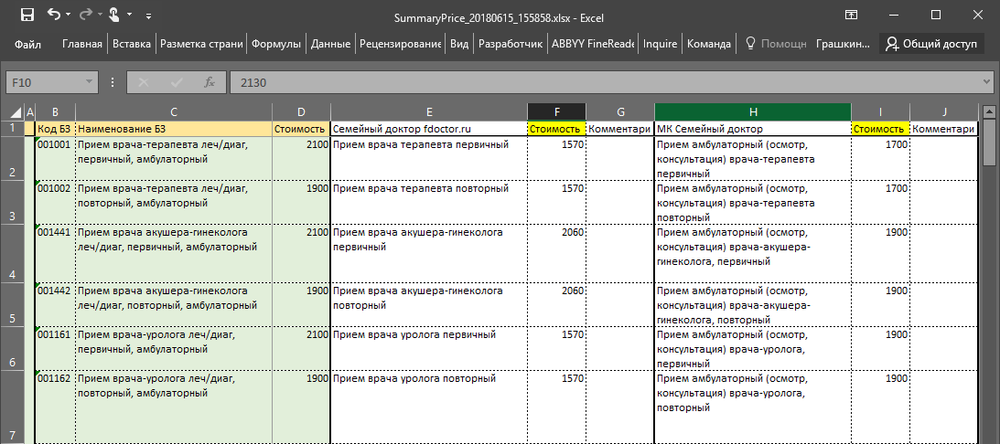 SummaryPrice_20180615_155858.xlsx - Excel
Файл Главная Вставка Разметка страни Формулы Данные Рецензирование Вид Разработчик ABBYY FineReade Inquire Команда Помощн Грашкин... Общий доступ
F10 fx 2130
A B C D E F G H I J
1 Код БЗ Наименование БЗ Стоимость Семейный доктор fdoctor.ru Стоимость Комментари МК Семейный доктор Стоимость Комментари
001001 Прием врача-терапевта леч/диаг, 2100 Прием врача терапевта первичный 1570 Прием амбулаторный (осмотр, 1700
первичный, амбулаторный консультация) врача-терапевта
2 первичный
001002 Прием врача-терапевта леч/диаг, 1900 Прием врача терапевта повторный 1570 Прием амбулаторный (осмотр, 1700
повторный, амбулаторный консультация) врача-терапевта
3 повторный
001441 Прием врача акушера-гинеколога 2100 Прием врача акушера-гинеколога 2060 Прием амбулаторный (осмотр, 1900
леч/диаг, первичный, амбулаторный первичный консультация) врача-акушера-
гинеколога, первичный
4
001442 Прием врача акушера-гинеколога 1900 Прием врача акушера-гинеколога 2060 Прием амбулаторный (осмотр, 1900
леч/диаг, повторный, амбулаторный повторный консультация) врача-акушера-
5 гинеколога, повторный
001161 Прием врача-уролога леч/диаг, 2100 Прием врача уролога первичный 1570 Прием амбулаторный (осмотр, 1900
первичный, амбулаторный консультация) врача-уролога,
6 первичный
001162 Прием врача-уролога леч/диаг, 1900 Прием врача уролога повторный 1570 Прием амбулаторный (осмотр, 1900
повторный, амбулаторный консультация) врача-уролога,
повторный
7